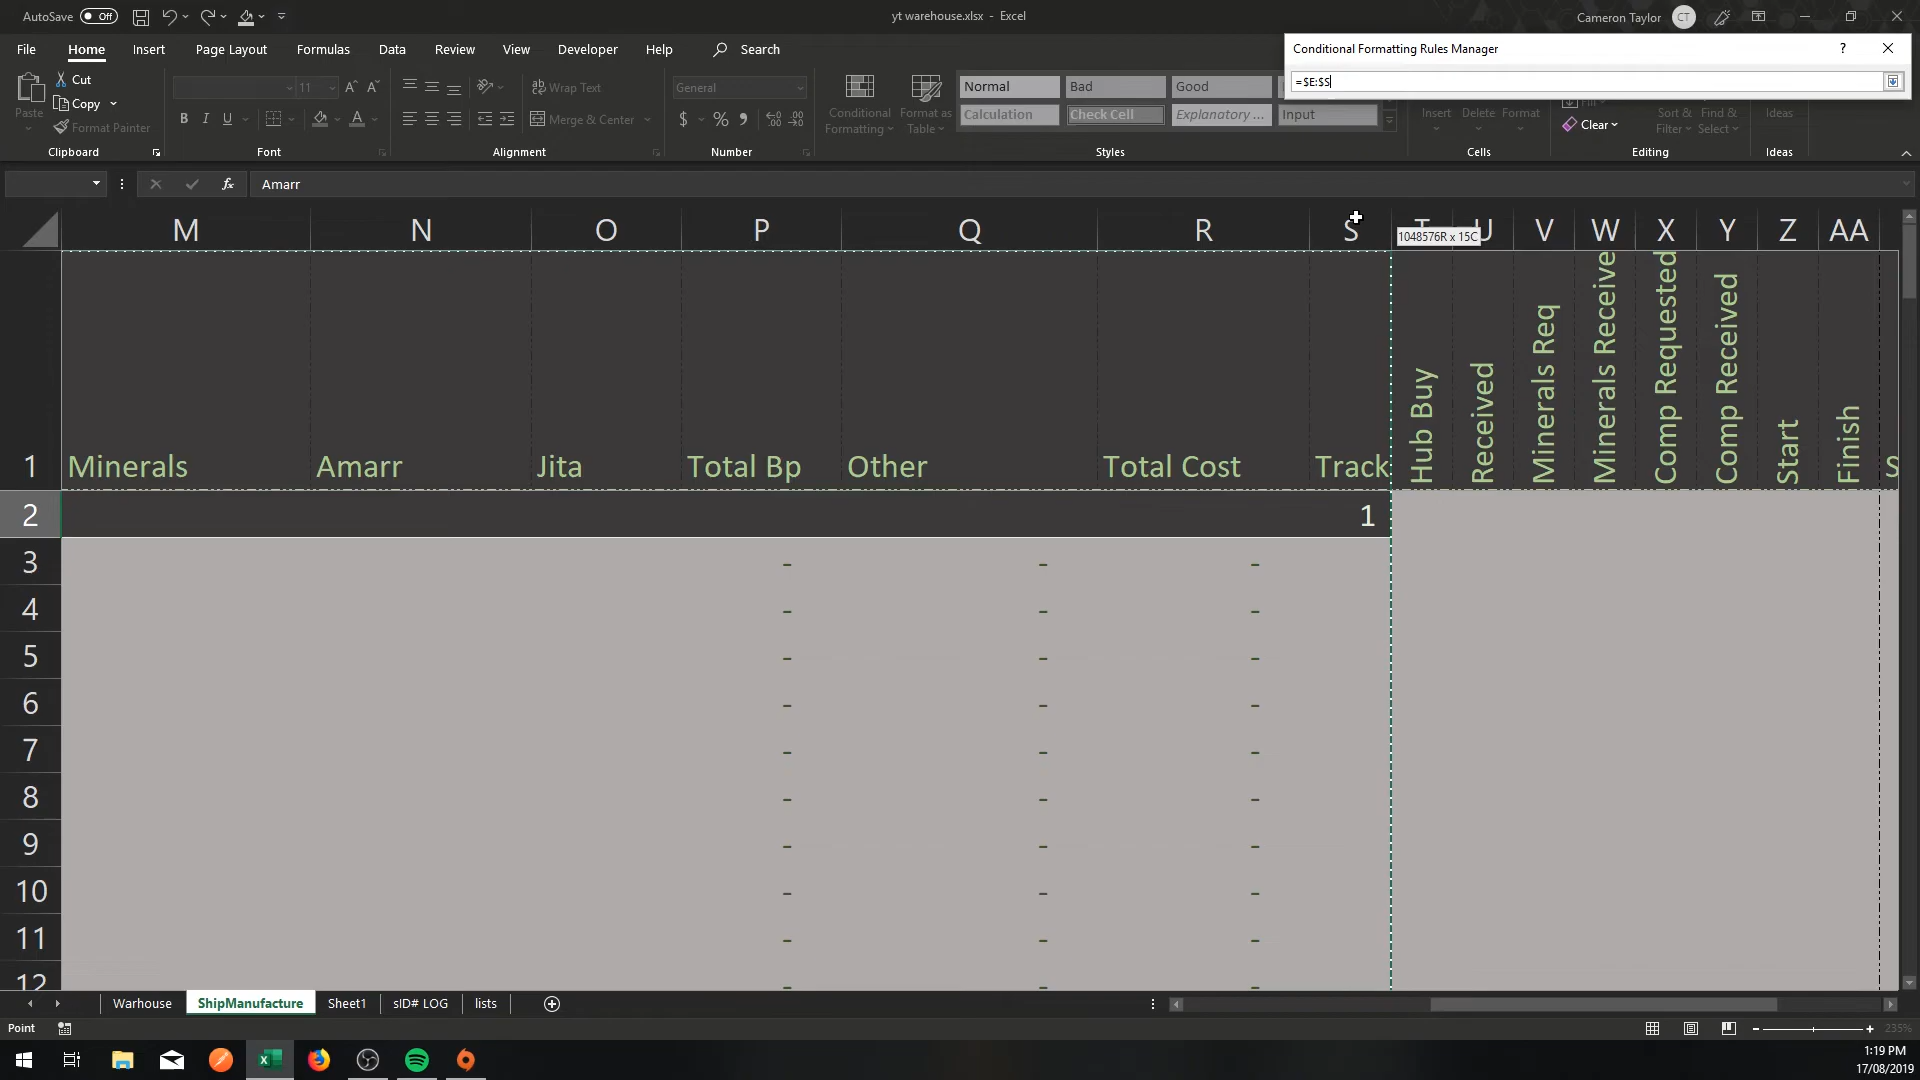 AutoSave Off
yt warehouse.xlsx - Excel
Cameron Taylor CT
File Home Insert Page Layout Formulas Data Review View Developer Help Search
Conditional Formatting Rules Manager ?
=$E:$S
Paste
Cut
Copy
Format Painter
Clipboard
11
B I U
Font
Wrap Text
Merge & Center
Alignment
General
$ % 9
Number
Conditional Formatting
Format as Table
Normal Bad Good
Calculation Check Cell Explanatory ... Input
Styles
Insert Delete Format
Cells
Fill
Clear
Sort & Filter
Find & Select
Editing
Ideas
Ideas
fx Amarr
M N O P Q R S T U V W X Y Z AA
1048576R x 15C
1 Minerals Amarr Jita Total Bp Other Total Cost Track Hub Buy Received Minerals Req Minerals Receive Comp Requested Comp Received Start Finish S
2 1
3 - - -
4 - - -
5 - - -
6 - - -
7 - - -
8 - - -
9 - - -
10 - - -
11 - - -
12 - - -
Warhouse ShipManufacture Sheet1 sID# LOG lists
Point
235%
1:19 PM
17/08/2019